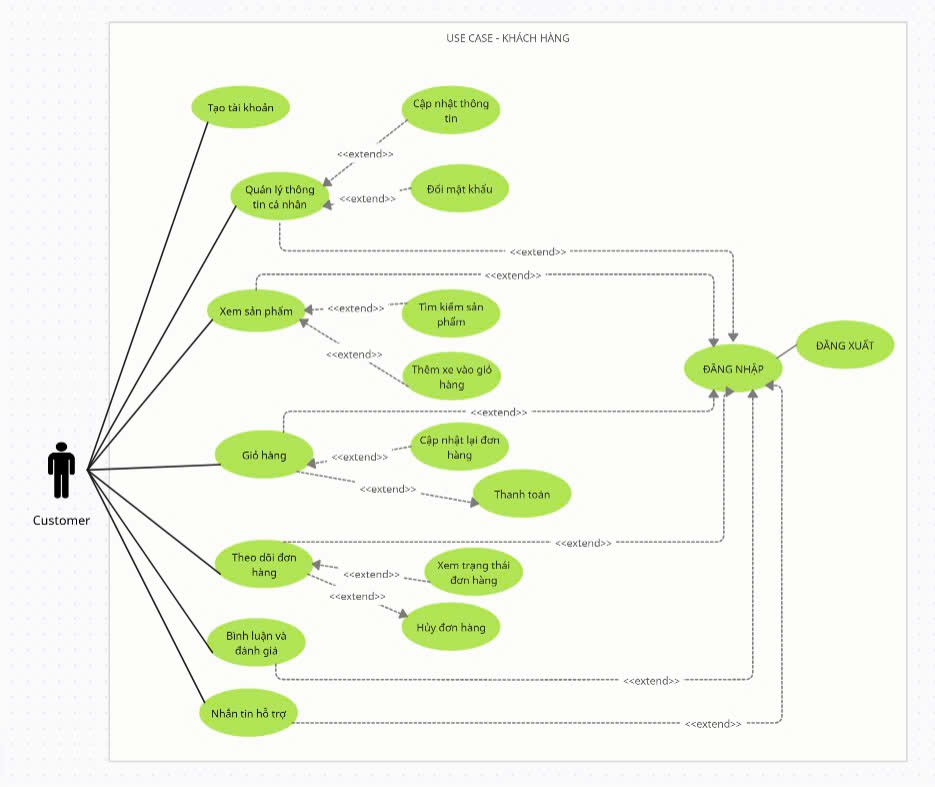 USE CASE - KHÁCH HÀNG
Tạo tài khoản
Cập nhật thông
tin
<<extend>>
Quản lý thông
tin cá nhân
Đổi mật khẩu
<<extend>>
<<extend>>
<<extend>>
Xem sản phẩm
<<extend>>
Tìm kiếm sản
phẩm
<<extend>>
Thêm xe vào giỏ
hàng
ĐĂNG NHẬP
ĐĂNG XUẤT
<<extend>>
Giỏ hàng
<<extend>>
Cập nhật lại đơn
hàng
<<extend>>
Thanh toán
Customer
<<extend>>
Theo dõi đơn
hàng
<<extend>>
Xem trạng thái
đơn hàng
<<extend>>
Hủy đơn hàng
Bình luận và
đánh giá
<<extend>>
Nhắn tin hỗ trợ
<<extend>>